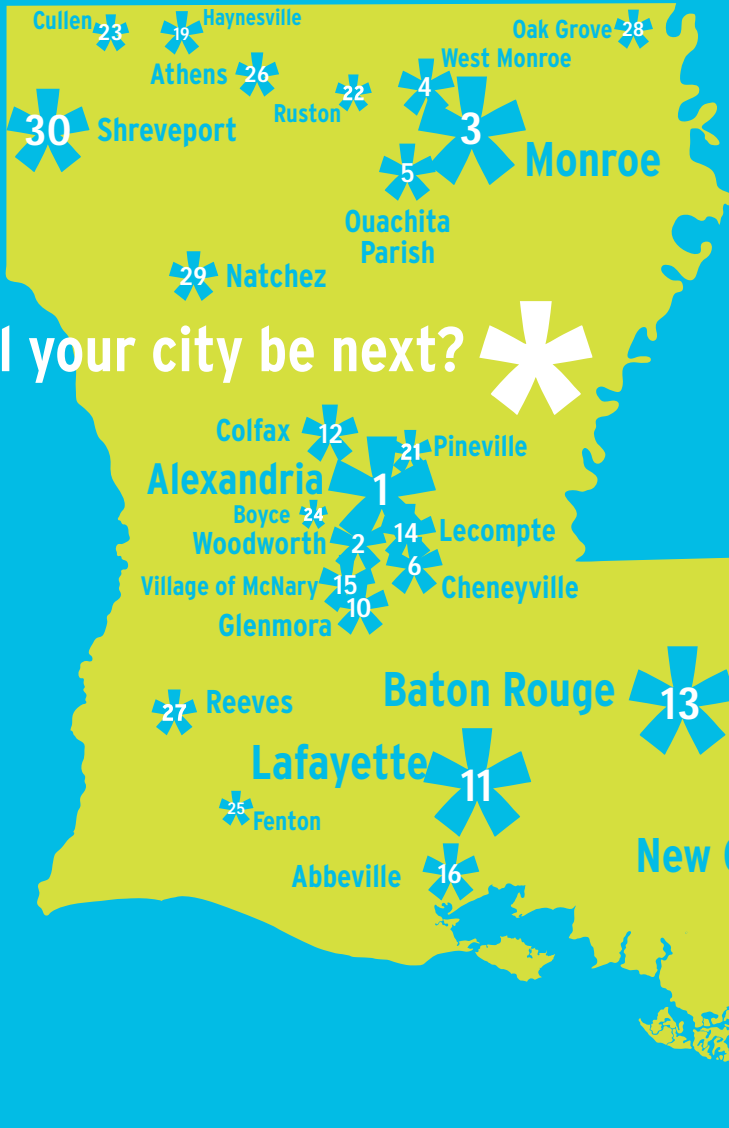 Cullen
23
19
Haynesville
Oak Grove
28
Athens
26
West Monroe
4
Ruston
22
30
Shreveport
3
Monroe
5
Ouachita
Parish
29
Natchez
l your city be next?
Colfax
12
21
Pineville
Alexandria
1
Boyce
24
14
Lecompte
Woodworth
2
6
Cheneyville
Village of McNary
15
10
Glenmora
Baton Rouge
13
27
Reeves
Lafayette
11
25
Fenton
New
Abbeville
16